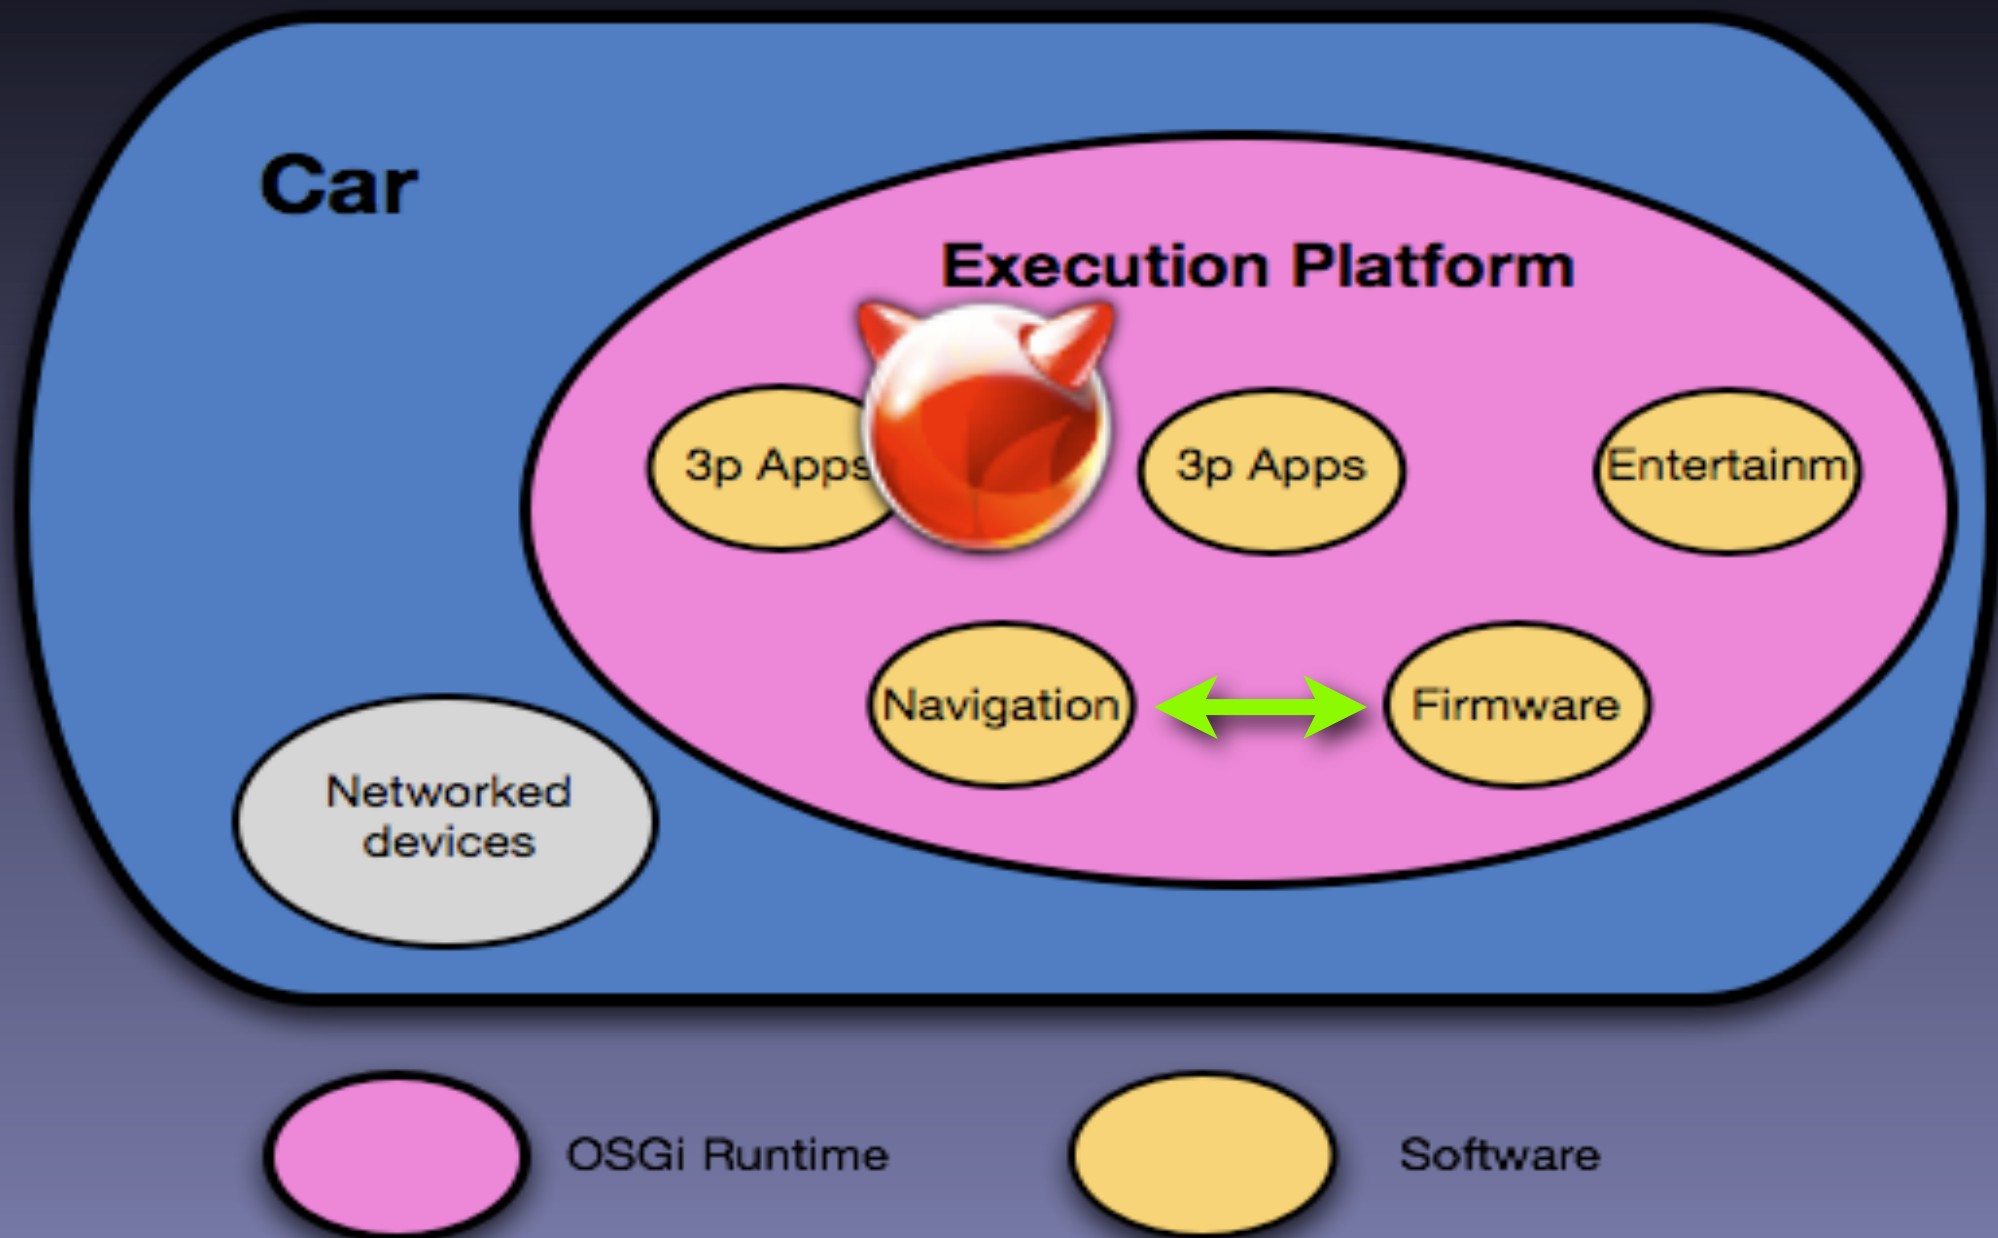 Car
Execution Platform
3p Apps
3p Apps
Entertainm
Navigation
Firmware
Networked
devices
OSGi Runtime
Software